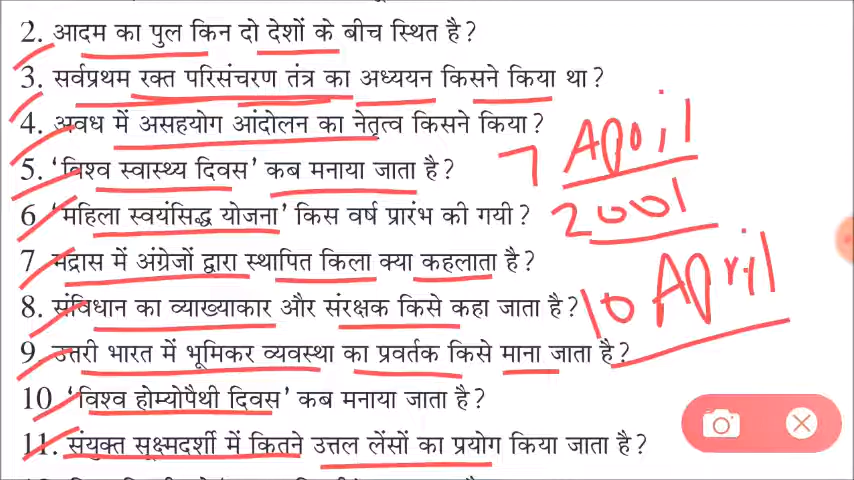 2. आदम का पुल किन दो देशों के बीच स्थित है?
3. सर्वप्रथम रक्त परिसंचरण तंत्र का अध्ययन किसने किया था?
4. अवध में असहयोग आंदोलन का नेतृत्व किसने किया?
7 April
5. 'विश्व स्वास्थ्य दिवस' कब मनाया जाता है?
6 'महिला स्वयंसिद्ध योजना' किस वर्ष प्रारंभ की गयी?
2001
7 मद्रास में अंग्रेजों द्वारा स्थापित किला क्या कहलाता है?
10 April
8. संविधान का व्याख्याकार और संरक्षक किसे कहा जाता है?
9. उत्तरी भारत में भूमिकर व्यवस्था का प्रवर्तक किसे माना जाता है?
10 'विश्व होम्योपैथी दिवस' कब मनाया जाता है?
11. संयुक्त सूक्ष्मदर्शी में कितने उत्तल लेंसों का प्रयोग किया जाता है?